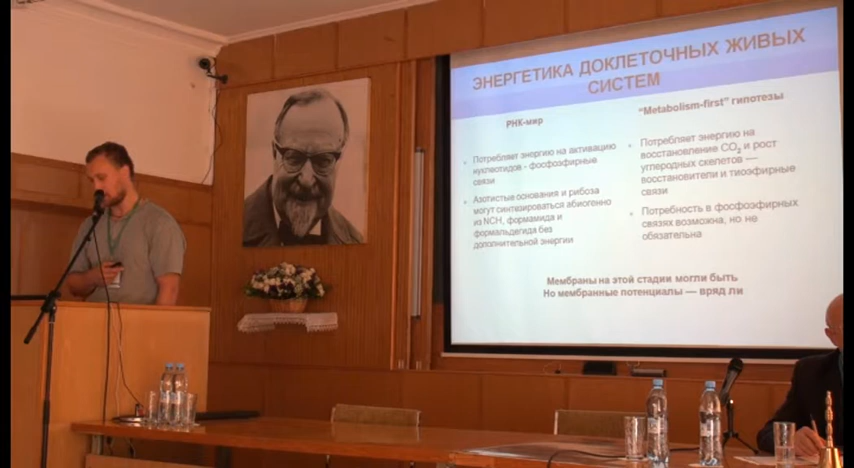 ЭНЕРГЕТИКА ДОКЛЕТОЧНЫХ ЖИВЫХ
СИСТЕМ
РНК-мир
Потребляет энергию на активацию
нуклеотидов - фосфоэфирные
связи
Азотистые основания и рибоза
могут синтезироваться абиогенно
из NCH, формамида и
формальдегида без
дополнительной энергии
"Metabolism-first" гипотезы
Потребляет энергию на
восстановление CO₂ и рост
углеродных скелетов —
восстановители и тиоэфирные
связи
Потребность в фосфоэфирных
связях возможна, но не
обязательна
Мембраны на этой стадии могли быть
Но мембранные потенциалы — вряд ли